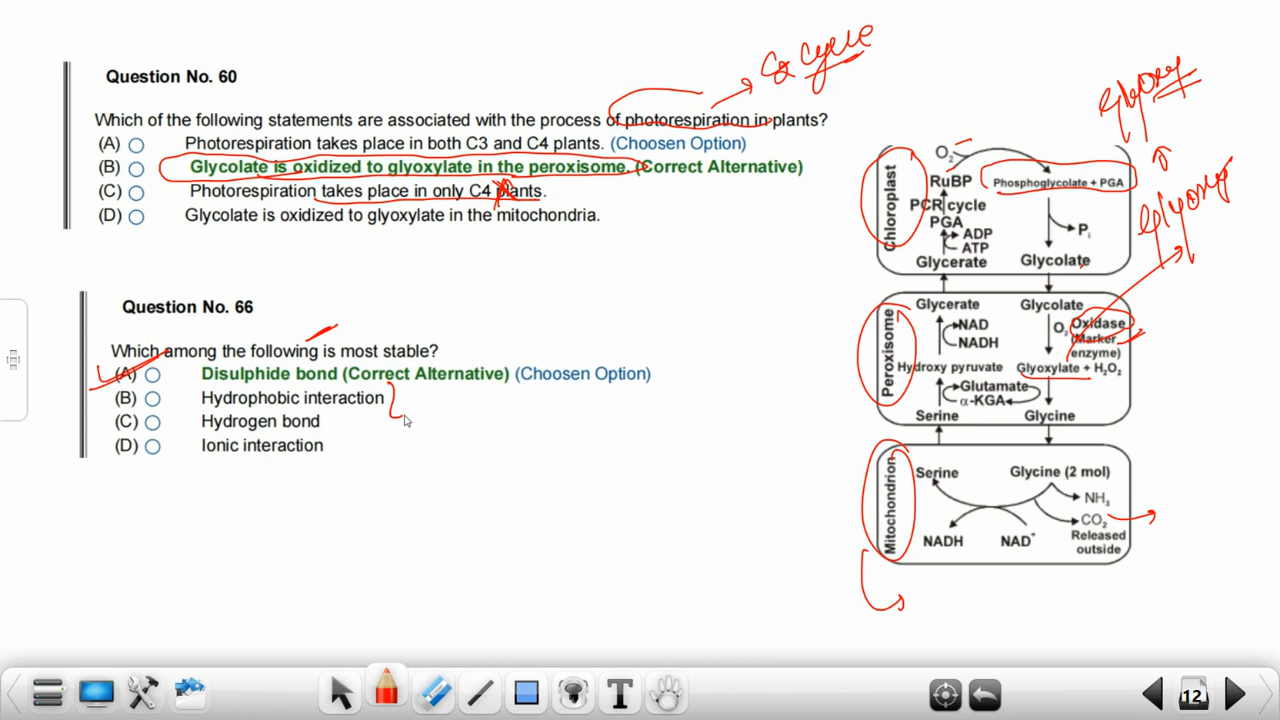 Question No. 60
Which of the following statements are associated with the process of photorespiration in plants?
(A) Photorespiration takes place in both C3 and C4 plants. (Choosen Option)
(B) Glycolate is oxidized to glyoxylate in the peroxisome. (Correct Alternative)
(C) Photorespiration takes place in only C4 plants.
(D) Glycolate is oxidized to glyoxylate in the mitochondria.
Question No. 66
Which among the following is most stable?
(A) Disulphide bond (Correct Alternative) (Choosen Option)
(B) Hydrophobic interaction
(C) Hydrogen bond
(D) Ionic interaction
cycle
Chloroplast
O2
RuBP
Phosphoglycolate + PGA
PCR cycle
PGA
ADP
ATP
Pi
Glycerate
Glycolate
Peroxisome
Glycerate
Glycolate
NAD
NADH
O2
Oxidase
(Marker
enzyme)
Hydroxy pyruvate
Glyoxylate + H2O2
Glutamate
α-KGA
Serine
Glycine
Mitochondrion
Serine
Glycine (2 mol)
NH3
CO2
Released
outside
NADH
NAD+
12